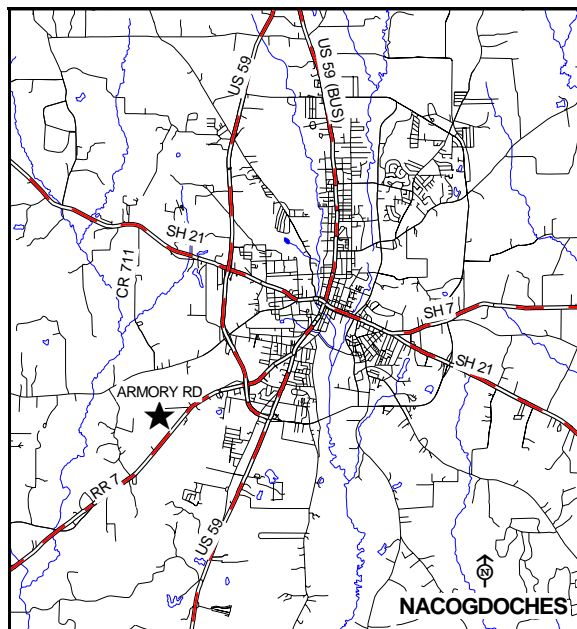 US 59
US 59 (BUS)
SH 21
CR 711
SH 7
SH 21
ARMORY RD
RR 7
US 59
N
NACOGDOCHES